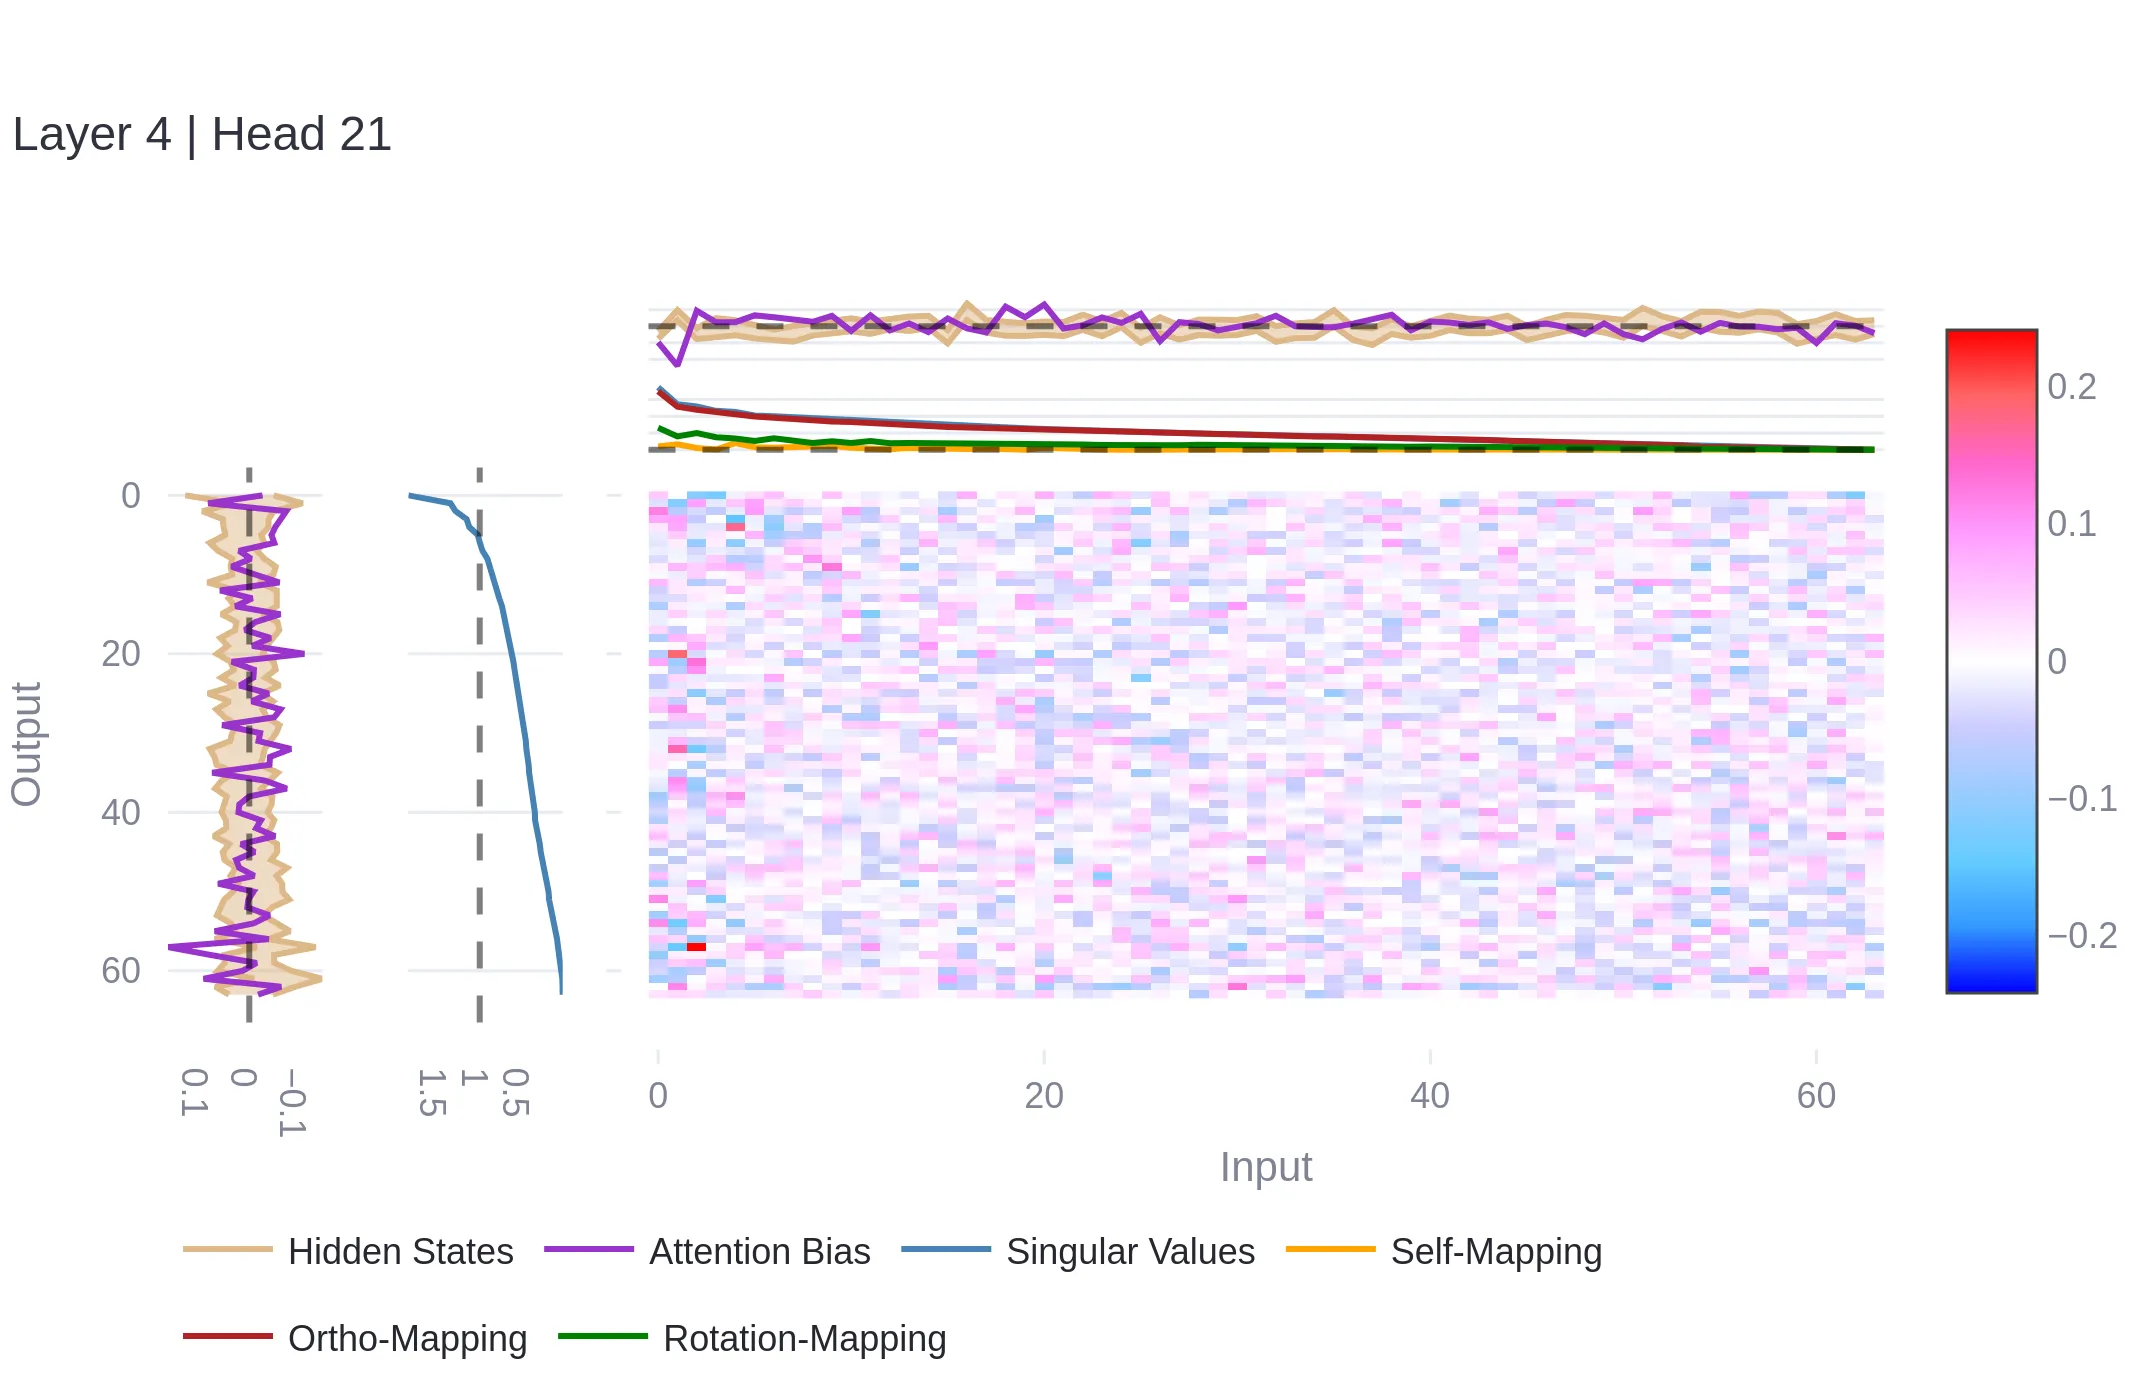 Layer 4 | Head 21
0.2
0.1
0
−0.1
−0.2
0
20
40
60
Output
0.1
0
−0.1
1.5
1
0.5
0
20
40
60
Input
Hidden States
Attention Bias
Singular Values
Self-Mapping
Ortho-Mapping
Rotation-Mapping